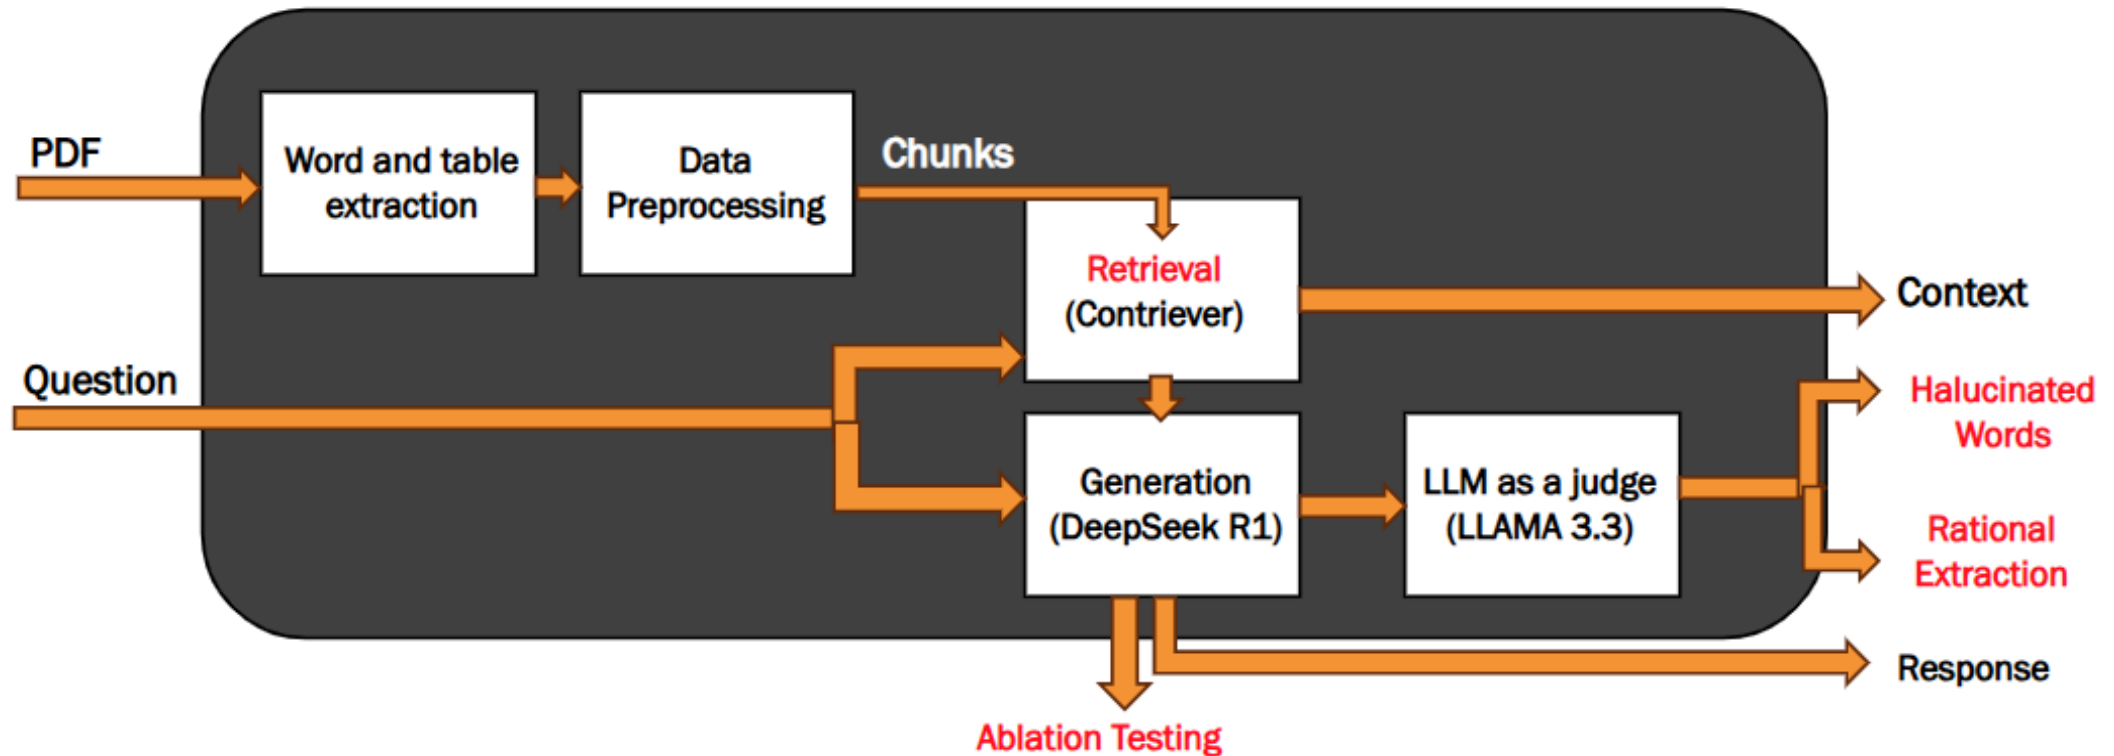 PDF
Word and table
extraction
Data
Preprocessing
Chunks
Retrieval
(Contriever)
Context
Question
Halucinated
Words
Generation
(DeepSeek R1)
LLM as a judge
(LLAMA 3.3)
Rational
Extraction
Response
Ablation Testing